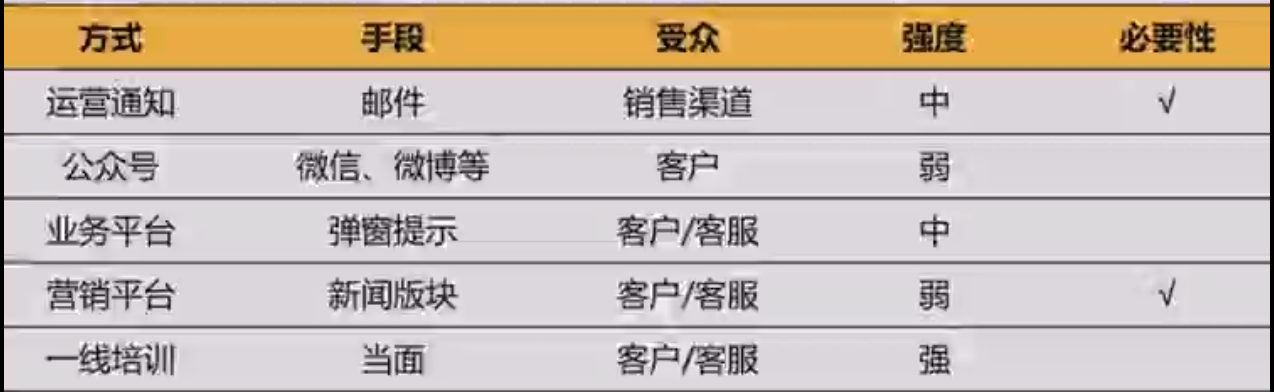 方式 手段 受众 强度 必要性
运营通知 邮件 销售渠道 中 √
公众号 微信、微博等 客户 弱
业务平台 弹窗提示 客户/客服 中
营销平台 新闻版块 客户/客服 弱 √
一线培训 当面 客户/客服 强